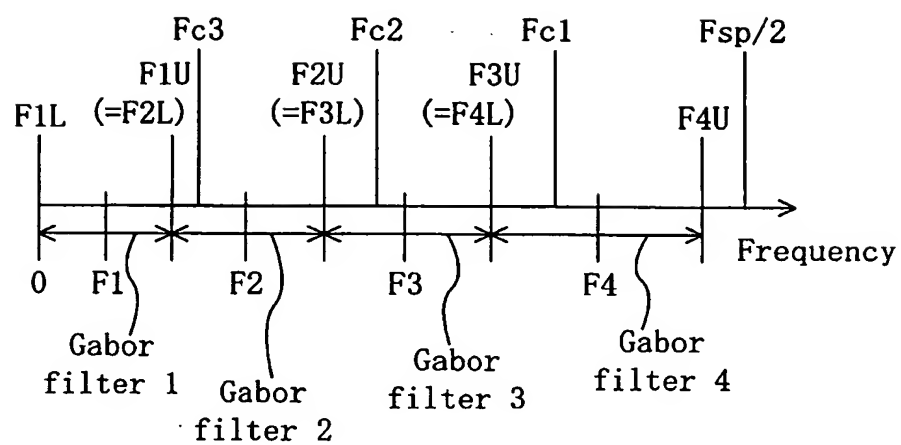 Fc3 Fc2 Fc1 Fsp/2
F1U F2U F3U
F1L (=F2L) (=F3L) (=F4L) F4U
Frequency
0 F1 F2 F3 F4
Gabor
filter 1
Gabor
filter 2
Gabor
filter 3
Gabor
filter 4